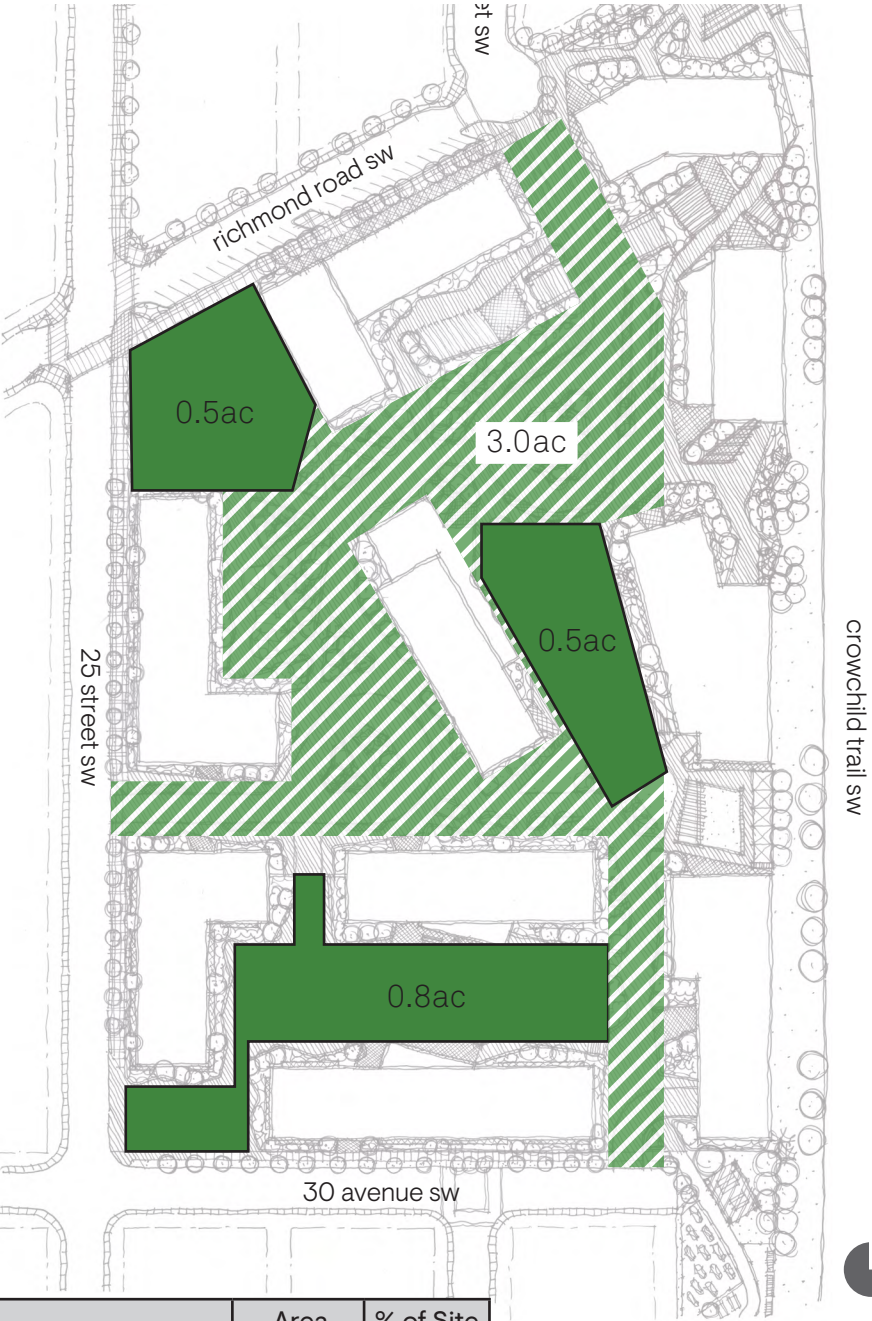 richmond road sw
0.5ac
3.0ac
0.5ac
25 street sw
crowchild trail sw
0.8ac
30 avenue sw
% of Site